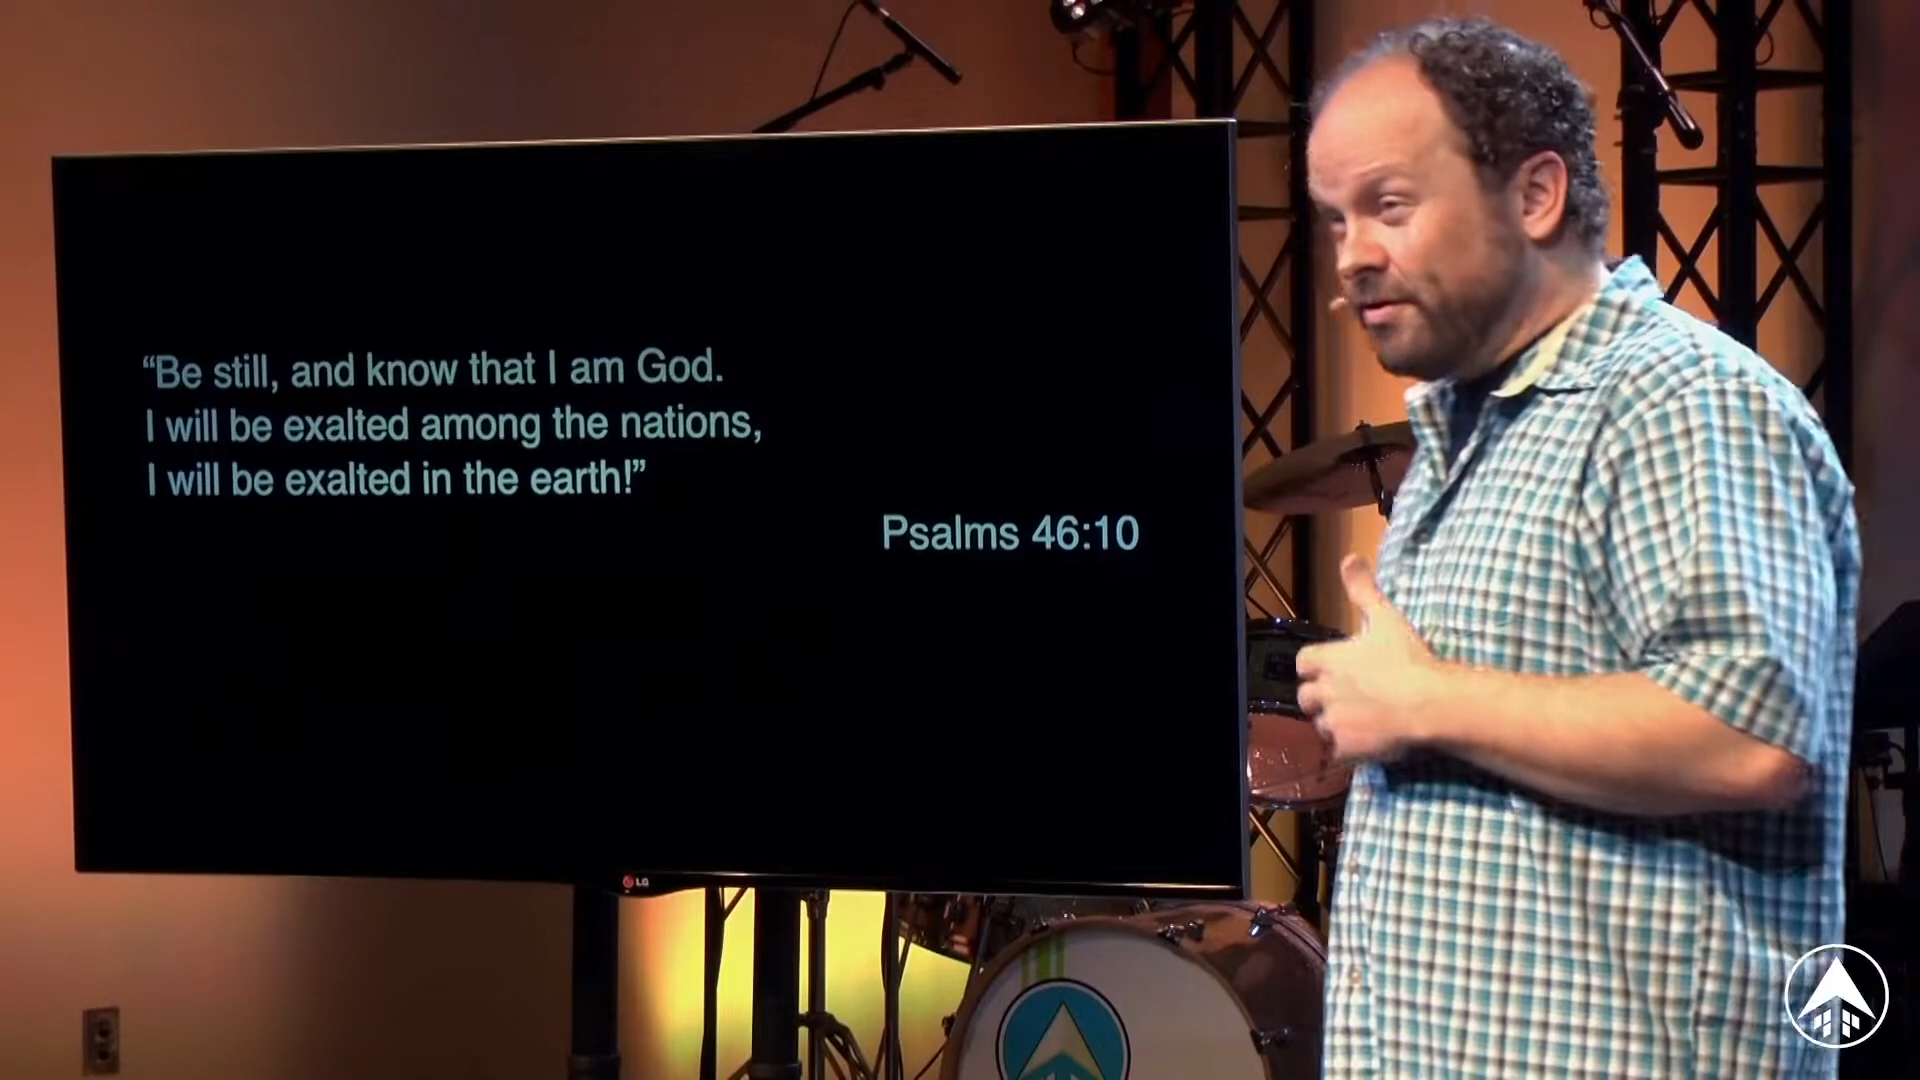 “Be still, and know that I am God.
I will be exalted among the nations,
I will be exalted in the earth!”
Psalms 46:10
LG